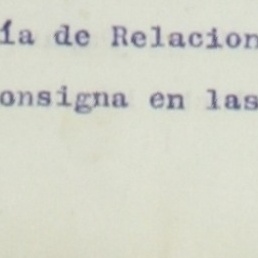 ía de Relacion
onsigna en las